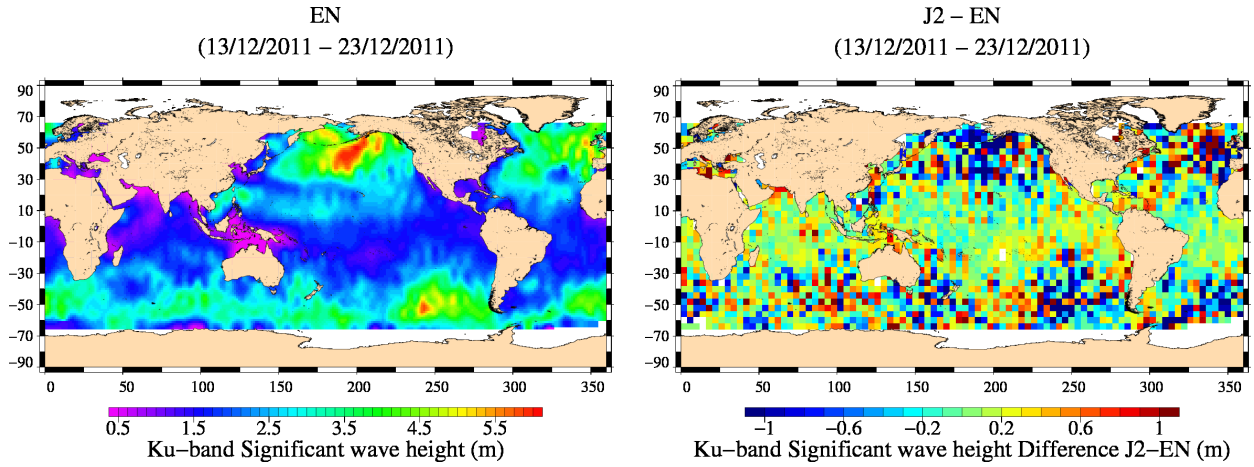 EN
(13/12/2011 − 23/12/2011)
90
70
50
30
10
−10
−30
−50
−70
−90
0 50 100 150 200 250 300 350
0.5 1.5 2.5 3.5 4.5 5.5
Ku−band Significant wave height (m)
J2 − EN
(13/12/2011 − 23/12/2011)
90
70
50
30
10
−10
−30
−50
−70
−90
0 50 100 150 200 250 300 350
−1 −0.6 −0.2 0.2 0.6 1
Ku−band Significant wave height Difference J2−EN (m)